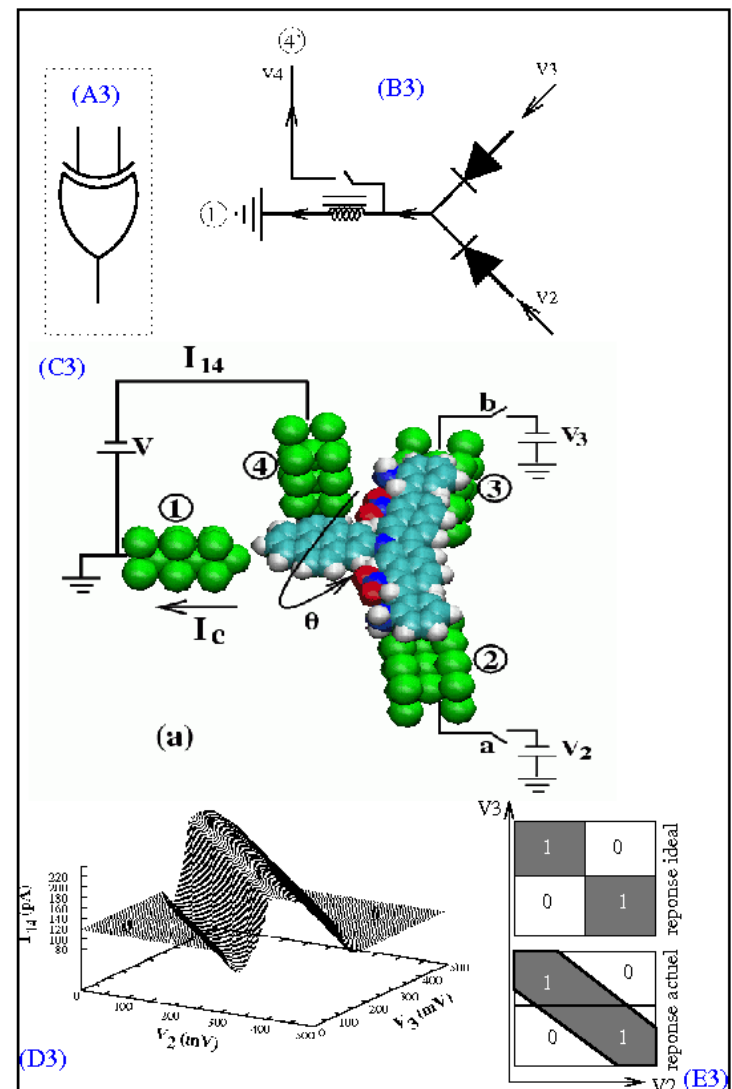 (A3)
(B3)
4'
V4
V3
1
V2
(C3)
I14
V
4
1
Ic
θ
b
V3
3
2
a
V2
(a)
I14 (pA)
220
200
180
160
140
120
100
80
0
100
200
300
400
500
V2 (mV)
0
100
200
300
400
500
V3 (mV)
(D3)
V3
1 0
0 1
reponse ideal
1 0
0 1
reponse actuel
V2
(E3)